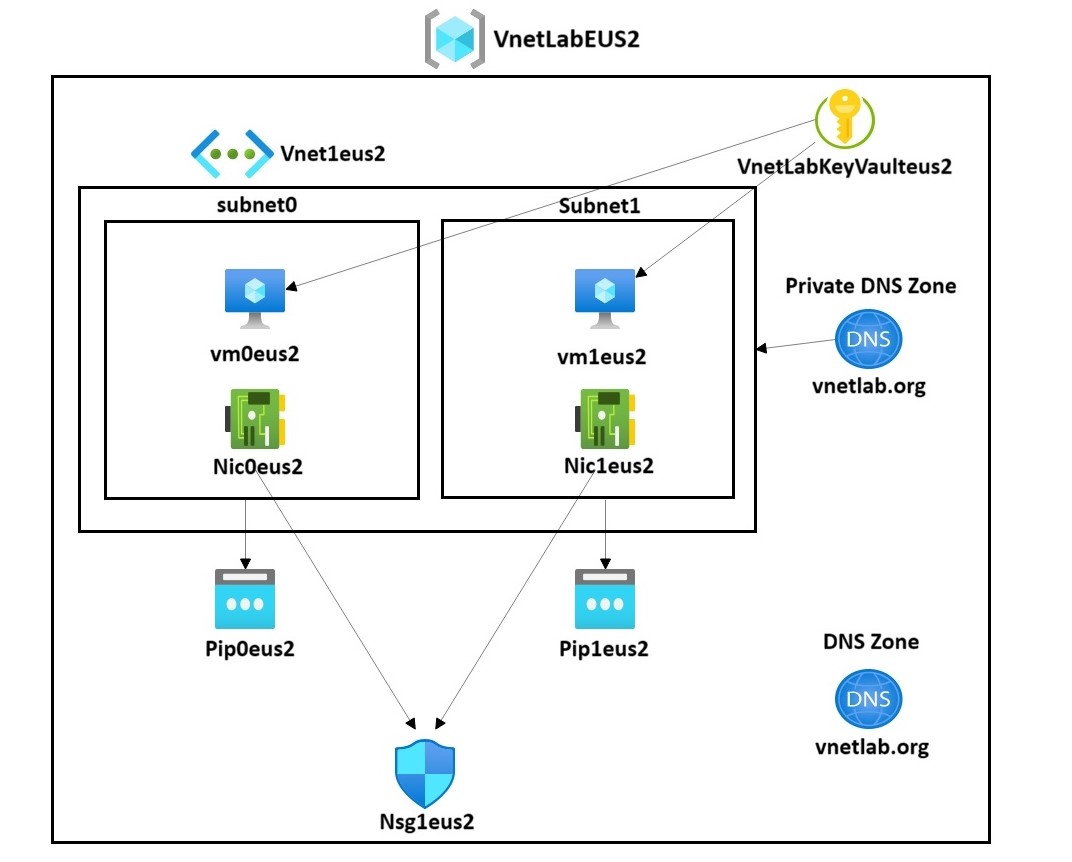 VnetLabEUS2
Vnet1eus2
VnetLabKeyVaulteus2
subnet0
Subnet1
vm0eus2
vm1eus2
Nic0eus2
Nic1eus2
Private DNS Zone
DNS
vnetlab.org
Pip0eus2
Pip1eus2
DNS Zone
DNS
vnetlab.org
Nsg1eus2